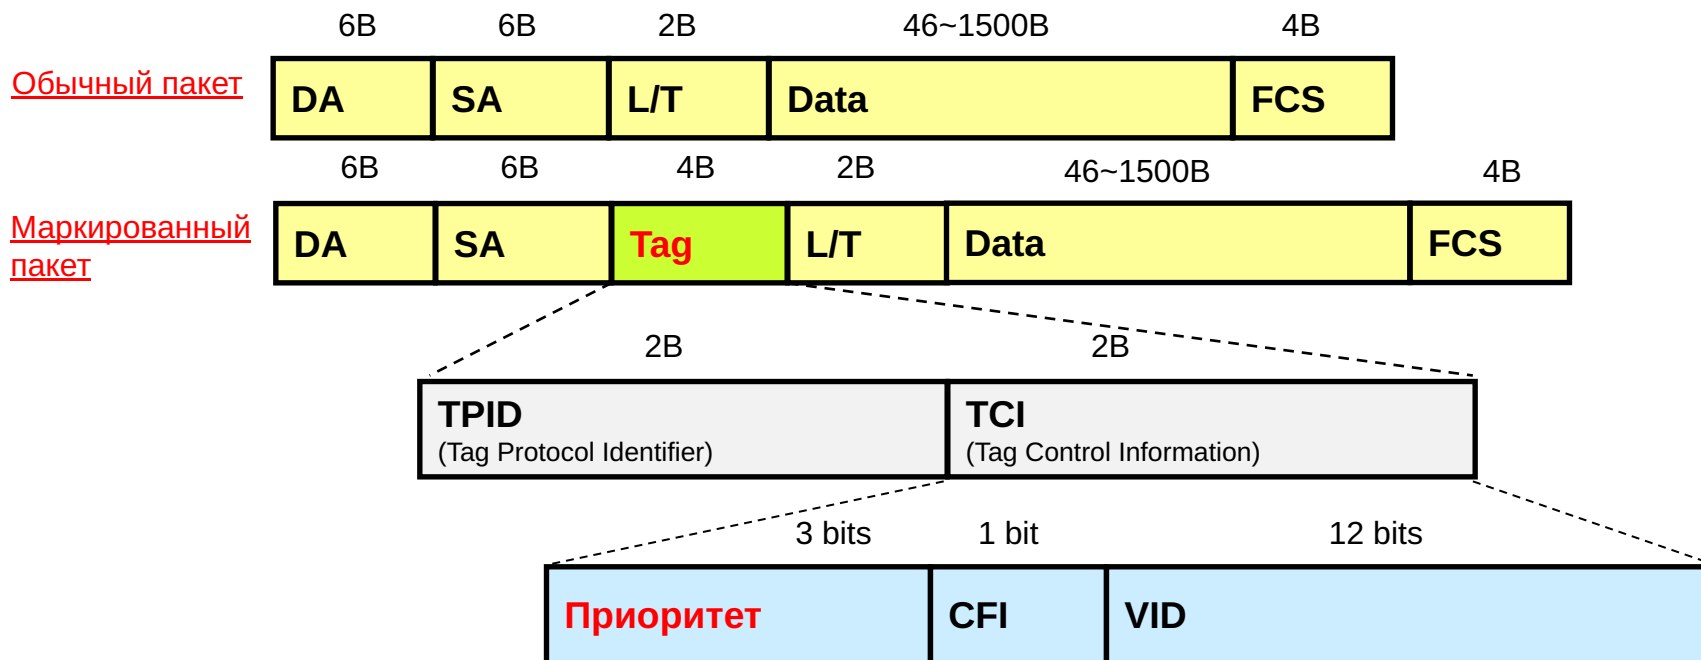 6B 6B 2B 46~1500B 4B
Обычный пакет
DA SA L/T Data FCS
6B 6B 4B 2B 46~1500B 4B
Маркированный
пакет
DA SA Tag L/T Data FCS
2B 2B
TPID TCI
(Tag Protocol Identifier) (Tag Control Information)
3 bits 1 bit 12 bits
Приоритет CFI VID